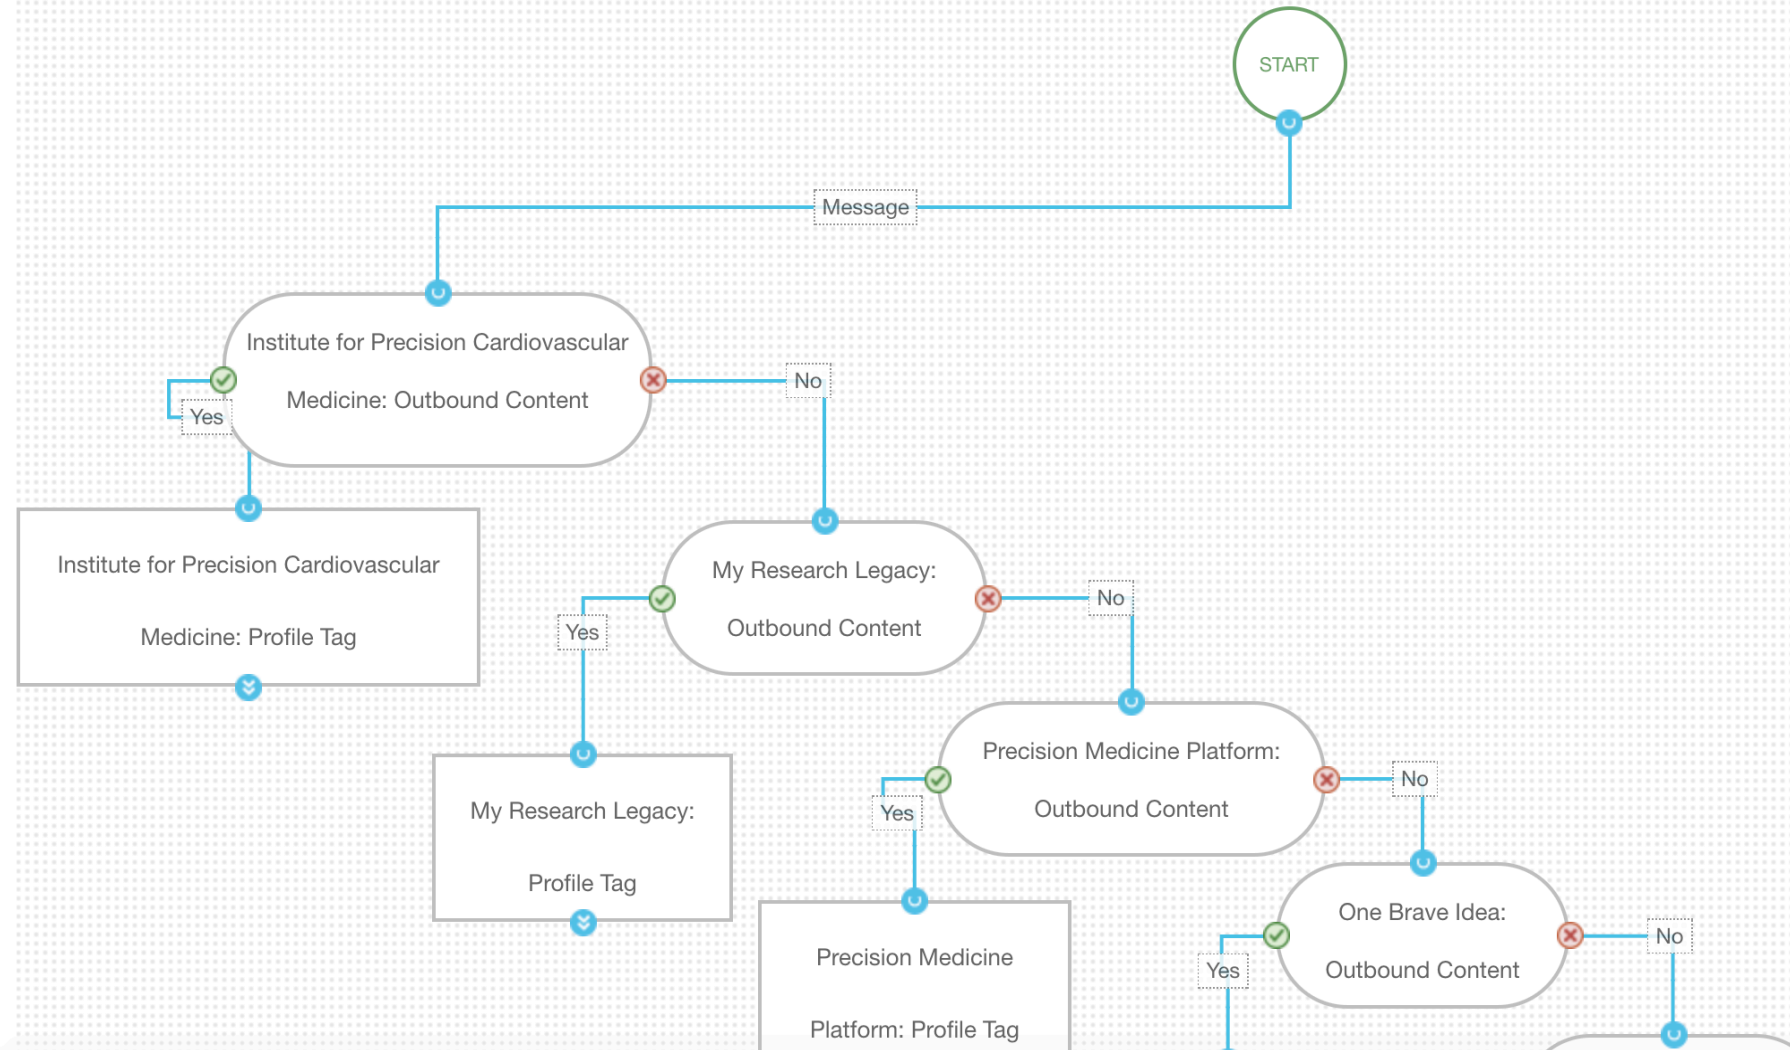 START
Message
Institute for Precision Cardiovascular
Medicine: Outbound Content
No
Yes
Institute for Precision Cardiovascular
Medicine: Profile Tag
My Research Legacy:
Outbound Content
No
Yes
My Research Legacy:
Profile Tag
Precision Medicine Platform:
Outbound Content
No
Yes
Precision Medicine
Platform: Profile Tag
One Brave Idea:
Outbound Content
No
Yes